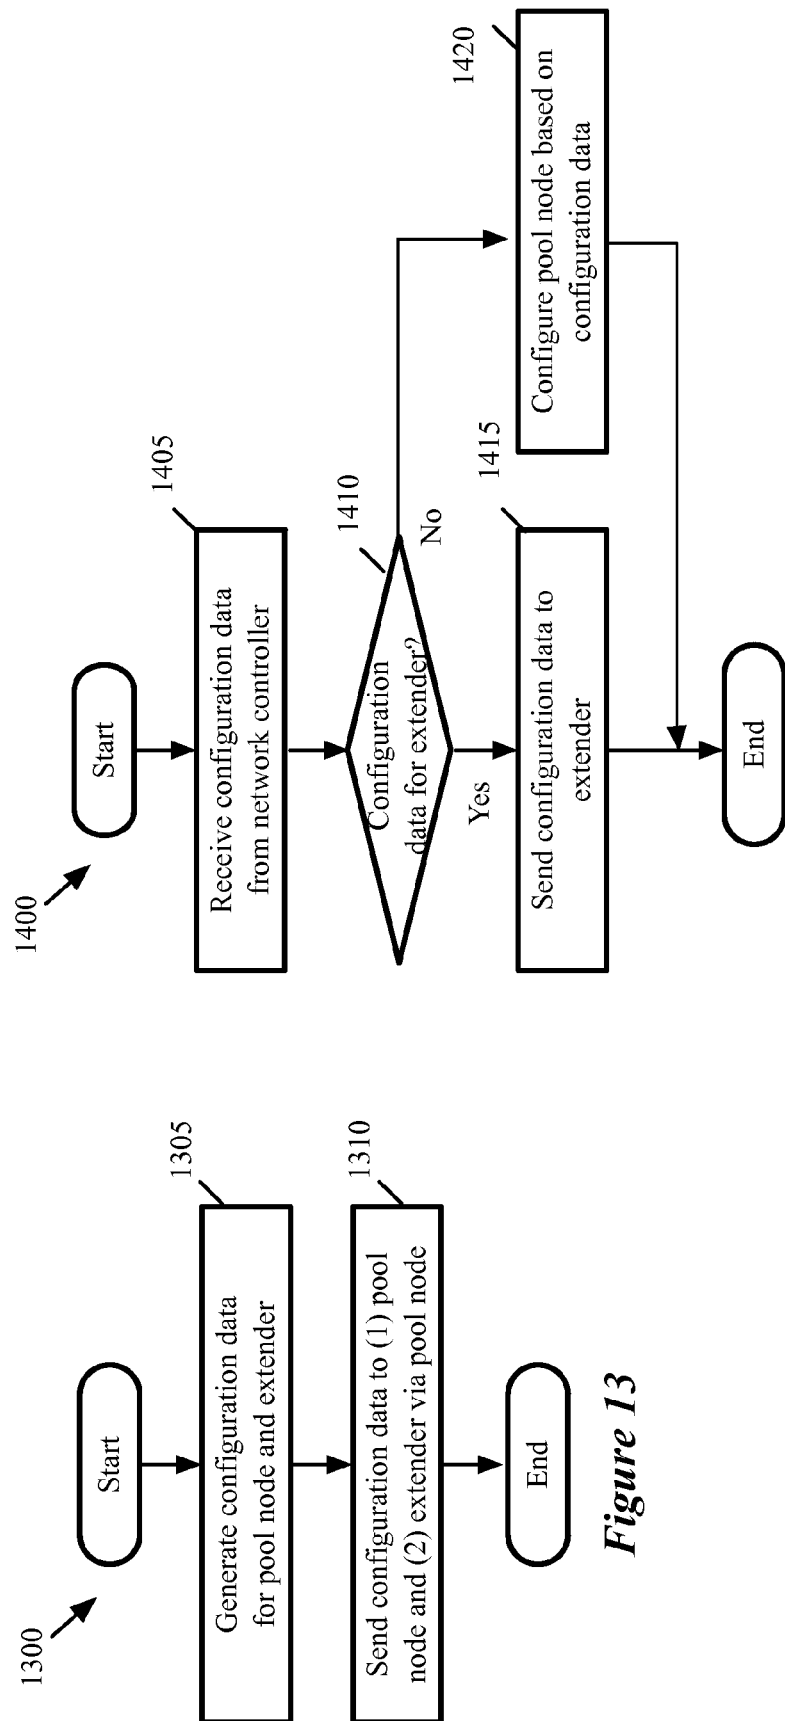 1300
Start
1305
Generate configuration data
for pool node and extender
1310
Send configuration data to (1) pool
node and (2) extender via pool node
End
Figure 13
1400
Start
1405
Receive configuration data
from network controller
1410
Configuration
data for extender?
Yes
No
1415
Send configuration data to
extender
1420
Configure pool node based on
configuration data
End